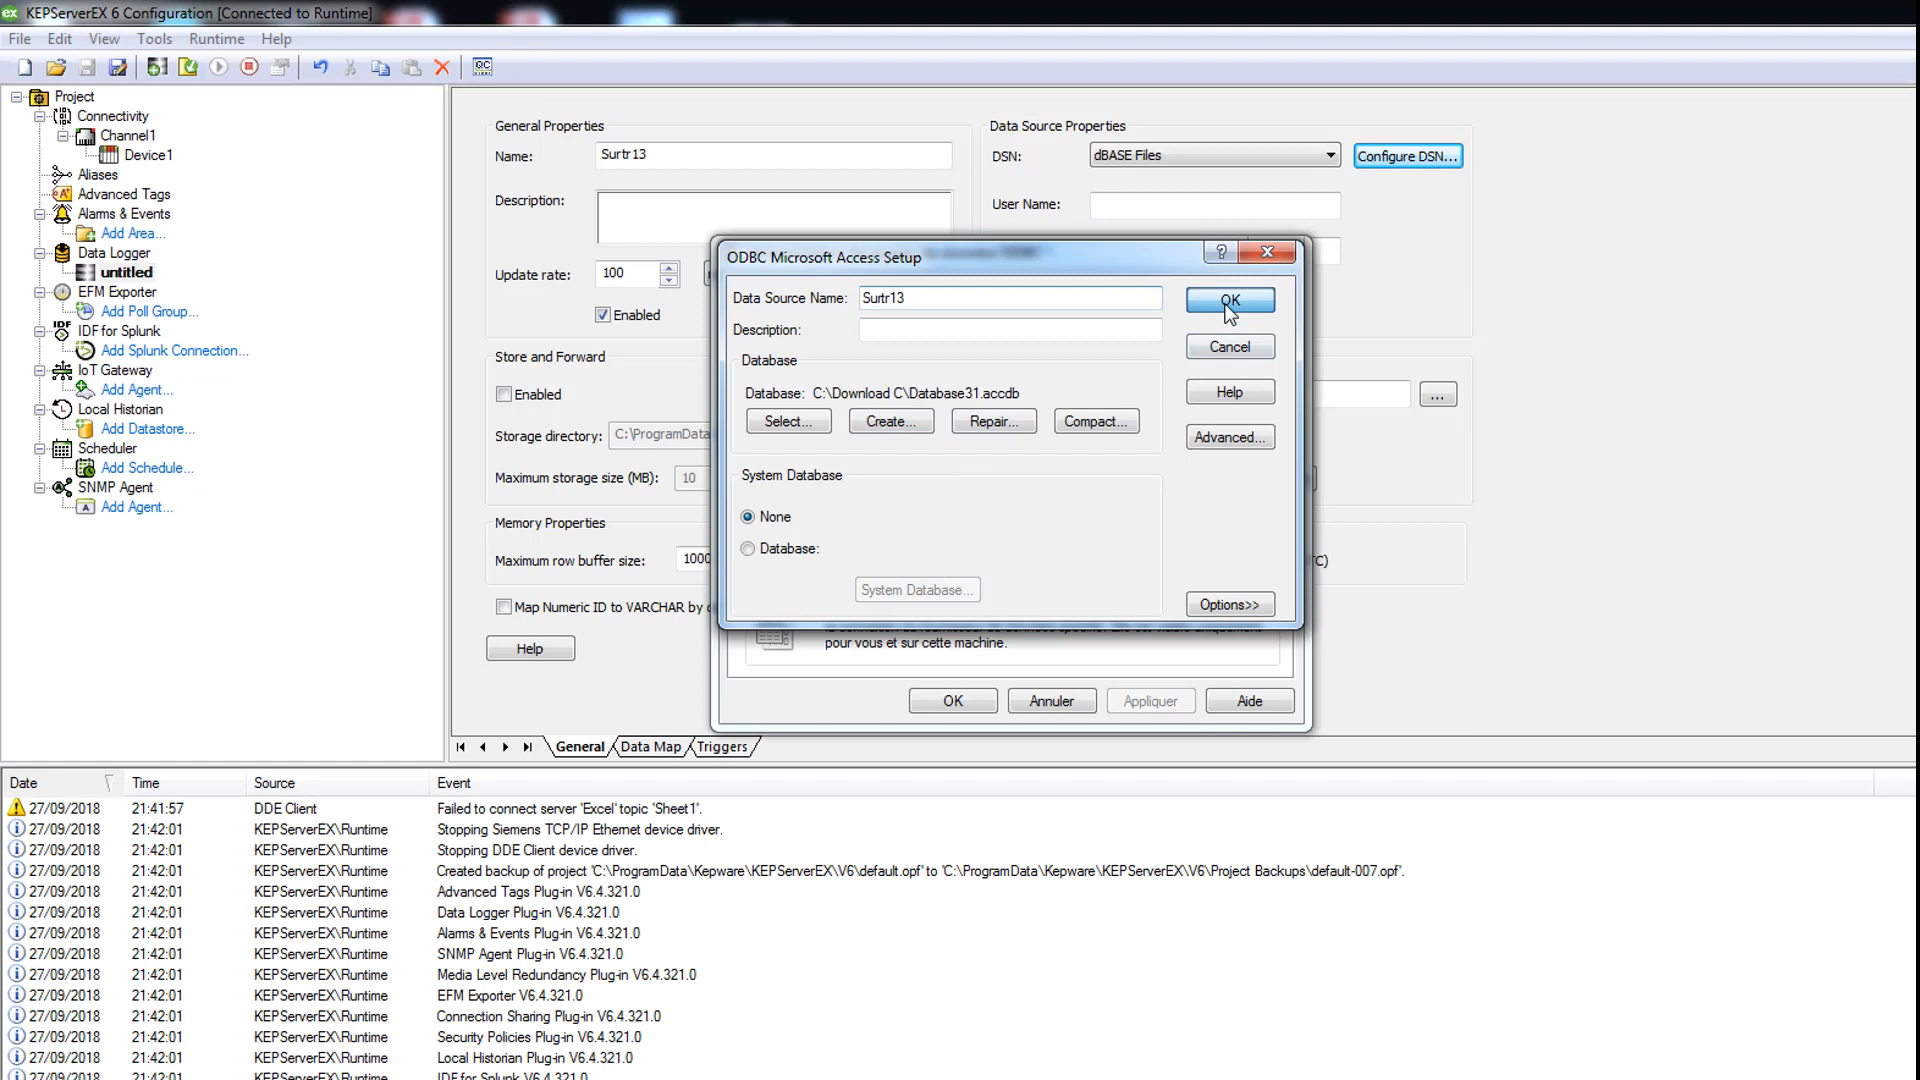 KEPServerEX 6 Configuration [Connected to Runtime]
File Edit View Tools Runtime Help
Project
Connectivity
Channel1
Device1
Aliases
Advanced Tags
Alarms & Events
Add Area...
Data Logger
untitled
EFM Exporter
Add Poll Group...
IDF for Splunk
Add Splunk Connection...
IoT Gateway
Add Agent...
Local Historian
Add Datastore...
Scheduler
Add Schedule...
SNMP Agent
Add Agent...
General Properties
Name: Surtr13
Description:
Update rate: 100
Enabled
Store and Forward
Enabled
Storage directory: C:\ProgramData
Maximum storage size (MB): 10
Memory Properties
Maximum row buffer size: 1000
Map Numeric ID to VARCHAR by
Help
Data Source Properties
DSN: dBASE Files Configure DSN...
User Name:
...
ODBC Microsoft Access Setup
Data Source Name: Surtr13 OK
Description:
Cancel
Database
Database: C:\Download C\Database31.accdb Help
Select... Create... Repair... Compact...
Advanced...
System Database
None
Database:
System Database...
Options>>
pour vous et sur cette machine.
OK Annuler Appliquer Aide
General Data Map Triggers
Date Time Source Event
27/09/2018 21:41:57 DDE Client Failed to connect server 'Excel' topic 'Sheet1'.
27/09/2018 21:42:01 KEPServerEX\Runtime Stopping Siemens TCP/IP Ethernet device driver.
27/09/2018 21:42:01 KEPServerEX\Runtime Stopping DDE Client device driver.
27/09/2018 21:42:01 KEPServerEX\Runtime Created backup of project 'C:\ProgramData\Kepware\KEPServerEX\V6\default.opf' to 'C:\ProgramData\Kepware\KEPServerEX\V6\Project Backups\default-007.opf'.
27/09/2018 21:42:01 KEPServerEX\Runtime Advanced Tags Plug-in V6.4.321.0
27/09/2018 21:42:01 KEPServerEX\Runtime Data Logger Plug-in V6.4.321.0
27/09/2018 21:42:01 KEPServerEX\Runtime Alarms & Events Plug-in V6.4.321.0
27/09/2018 21:42:01 KEPServerEX\Runtime SNMP Agent Plug-in V6.4.321.0
27/09/2018 21:42:01 KEPServerEX\Runtime Media Level Redundancy Plug-in V6.4.321.0
27/09/2018 21:42:01 KEPServerEX\Runtime EFM Exporter V6.4.321.0
27/09/2018 21:42:01 KEPServerEX\Runtime Connection Sharing Plug-in V6.4.321.0
27/09/2018 21:42:01 KEPServerEX\Runtime Security Policies Plug-in V6.4.321.0
27/09/2018 21:42:01 KEPServerEX\Runtime Local Historian Plug-in V6.4.321.0
27/09/2018 21:42:01 KEPServerEX\Runtime IDF for Splunk V6.4.321.0